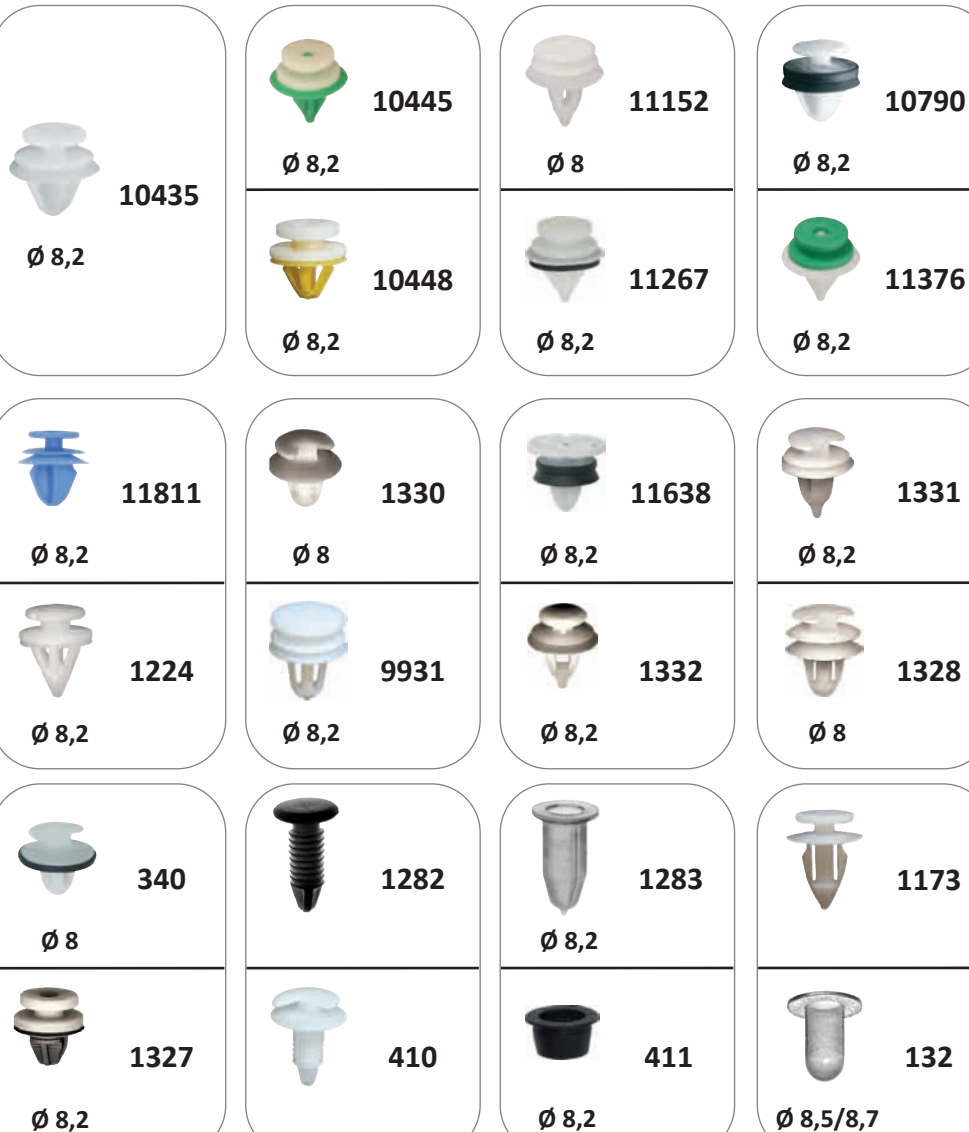 10435
Ø 8,2
10445
Ø 8,2
10448
Ø 8,2
11152
Ø 8
11267
Ø 8,2
10790
Ø 8,2
11376
Ø 8,2
11811
Ø 8,2
1224
Ø 8,2
1330
Ø 8
9931
Ø 8,2
11638
Ø 8,2
1332
Ø 8,2
1331
Ø 8,2
1328
Ø 8
340
Ø 8
1327
Ø 8,2
1282
410
1283
Ø 8,2
411
Ø 8,2
1173
132
Ø 8,5/8,7